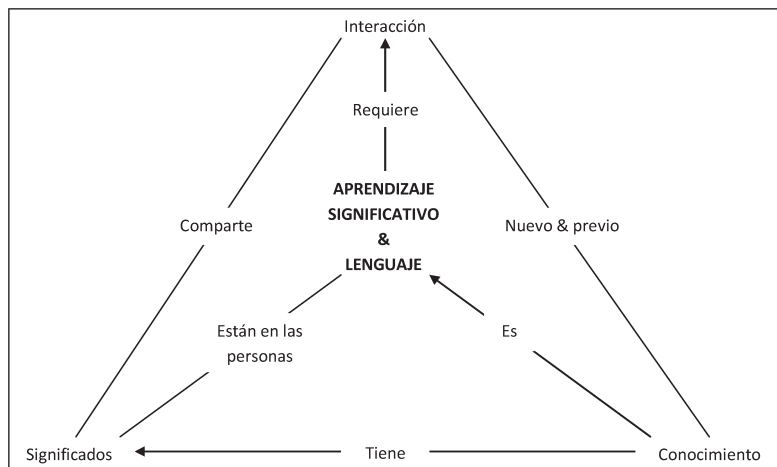 Interacción
Requiere
APRENDIZAJE
SIGNIFICATIVO
&
LENGUAJE
Comparte
Nuevo & previo
Están en las
personas
Es
Significados
Tiene
Conocimiento